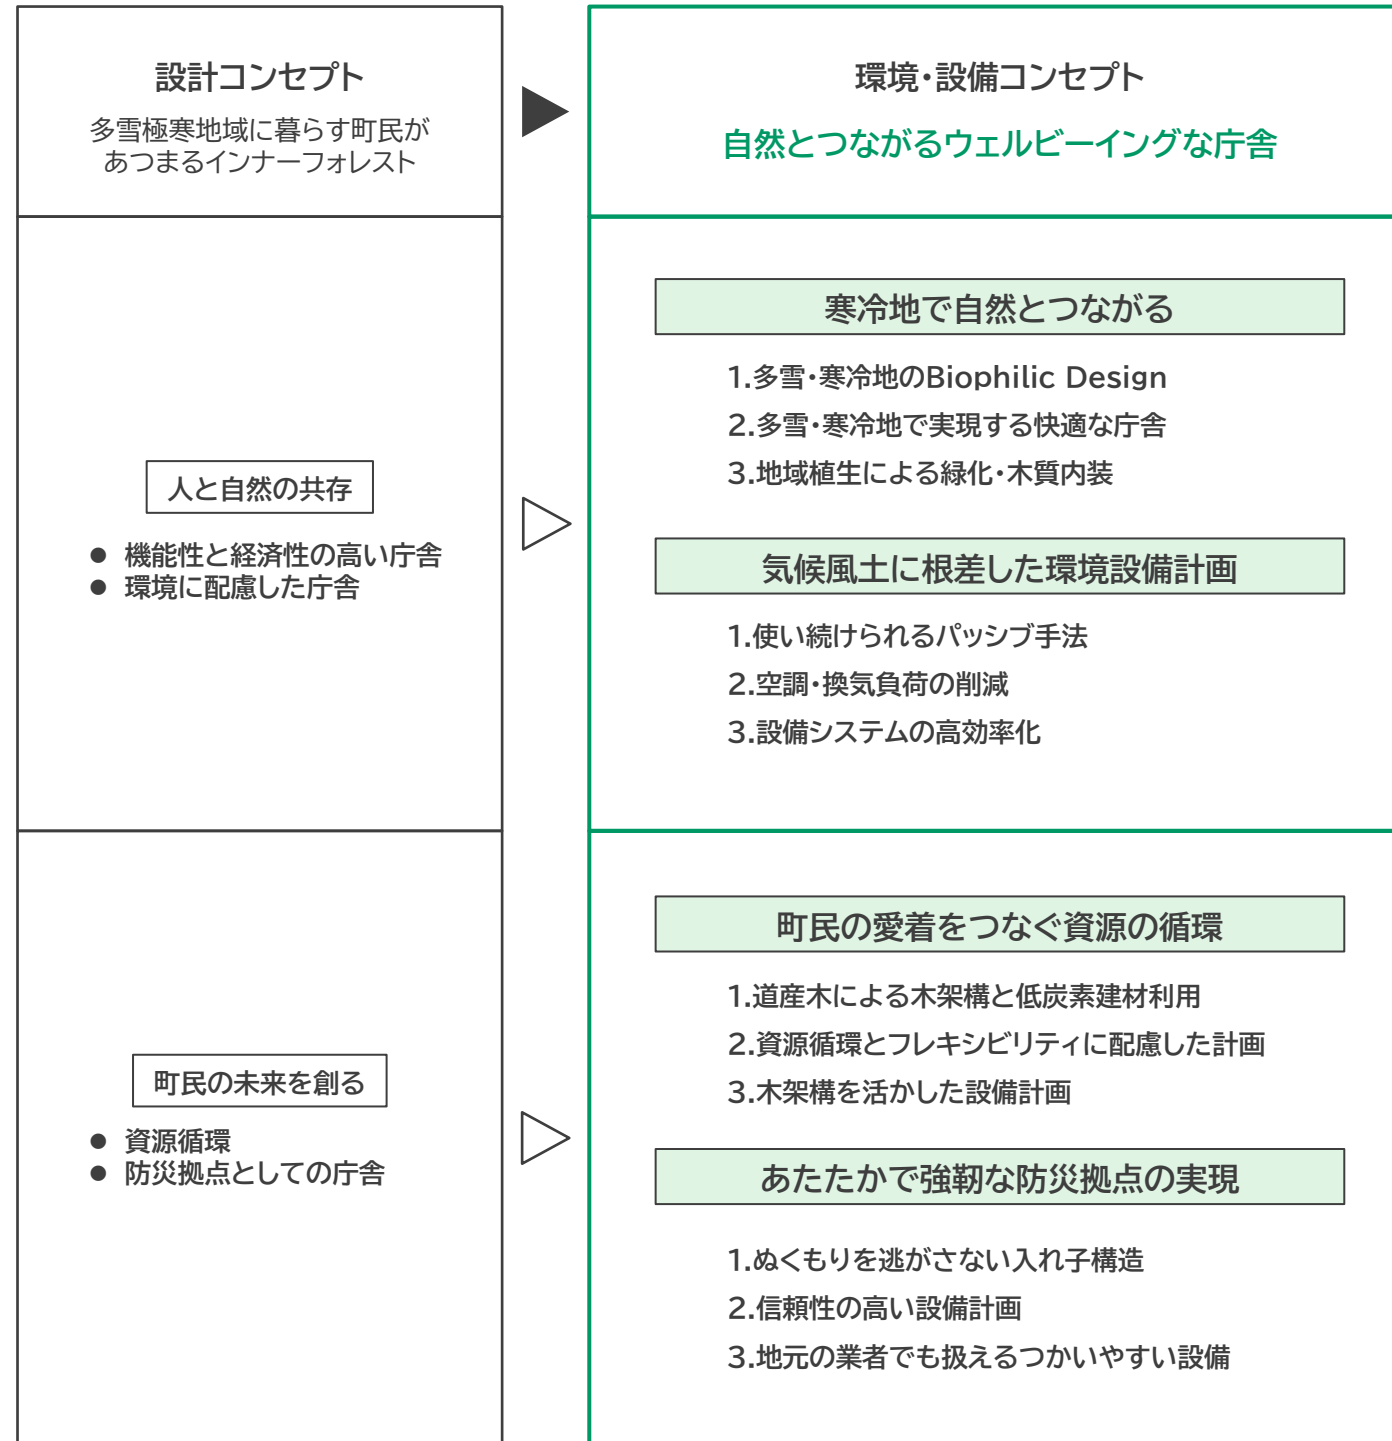 設計コンセプト
多雪極寒地域に暮らす町民が
あつまるインナーフォレスト
環境・設備コンセプト
自然とつながるウェルビーイングな庁舎
人と自然の共存
● 機能性と経済性の高い庁舎
● 環境に配慮した庁舎
寒冷地で自然とつながる
1.多雪・寒冷地のBiophilic Design
2.多雪・寒冷地で実現する快適な庁舎
3.地域植生による緑化・木質内装
気候風土に根差した環境設備計画
1.使い続けられるパッシブ手法
2.空調・換気負荷の削減
3.設備システムの高効率化
町民の未来を創る
● 資源循環
● 防災拠点としての庁舎
町民の愛着をつなぐ資源の循環
1.道産木による木架構と低炭素建材利用
2.資源循環とフレキシビリティに配慮した計画
3.木架構を活かした設備計画
あたたかで強靭な防災拠点の実現
1.ぬくもりを逃がさない入れ子構造
2.信頼性の高い設備計画
3.地元の業者でも扱えるつかいやすい設備